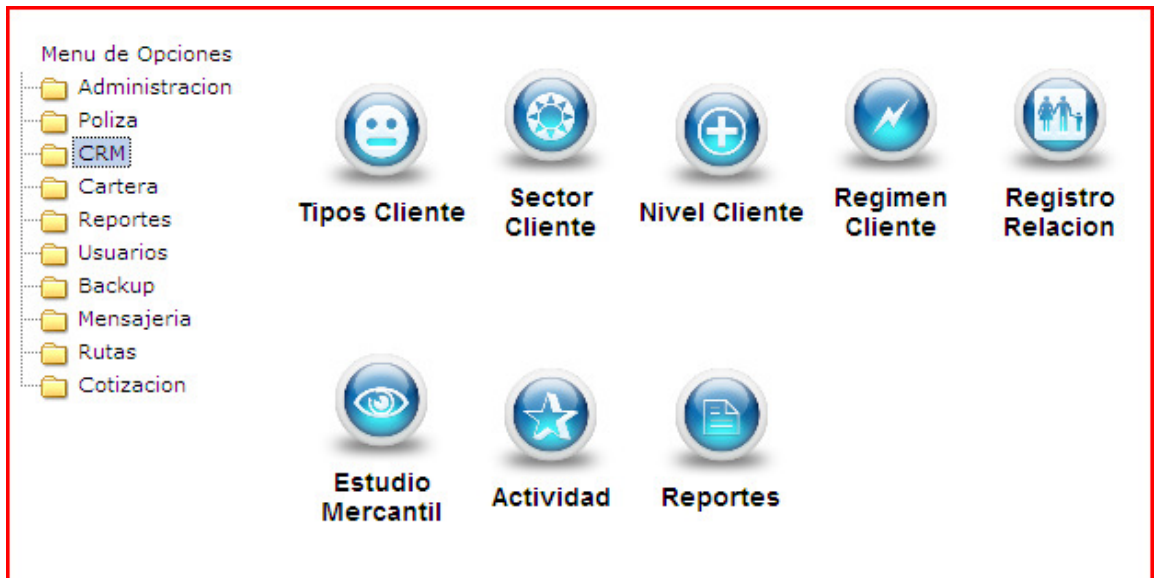 Menu de Opciones
Administracion
Poliza
CRM
Cartera
Reportes
Usuarios
Backup
Mensajeria
Rutas
Cotizacion
Tipos Cliente
Sector
Cliente
Nivel Cliente
Regimen
Cliente
Registro
Relacion
Estudio
Mercantil
Actividad
Reportes